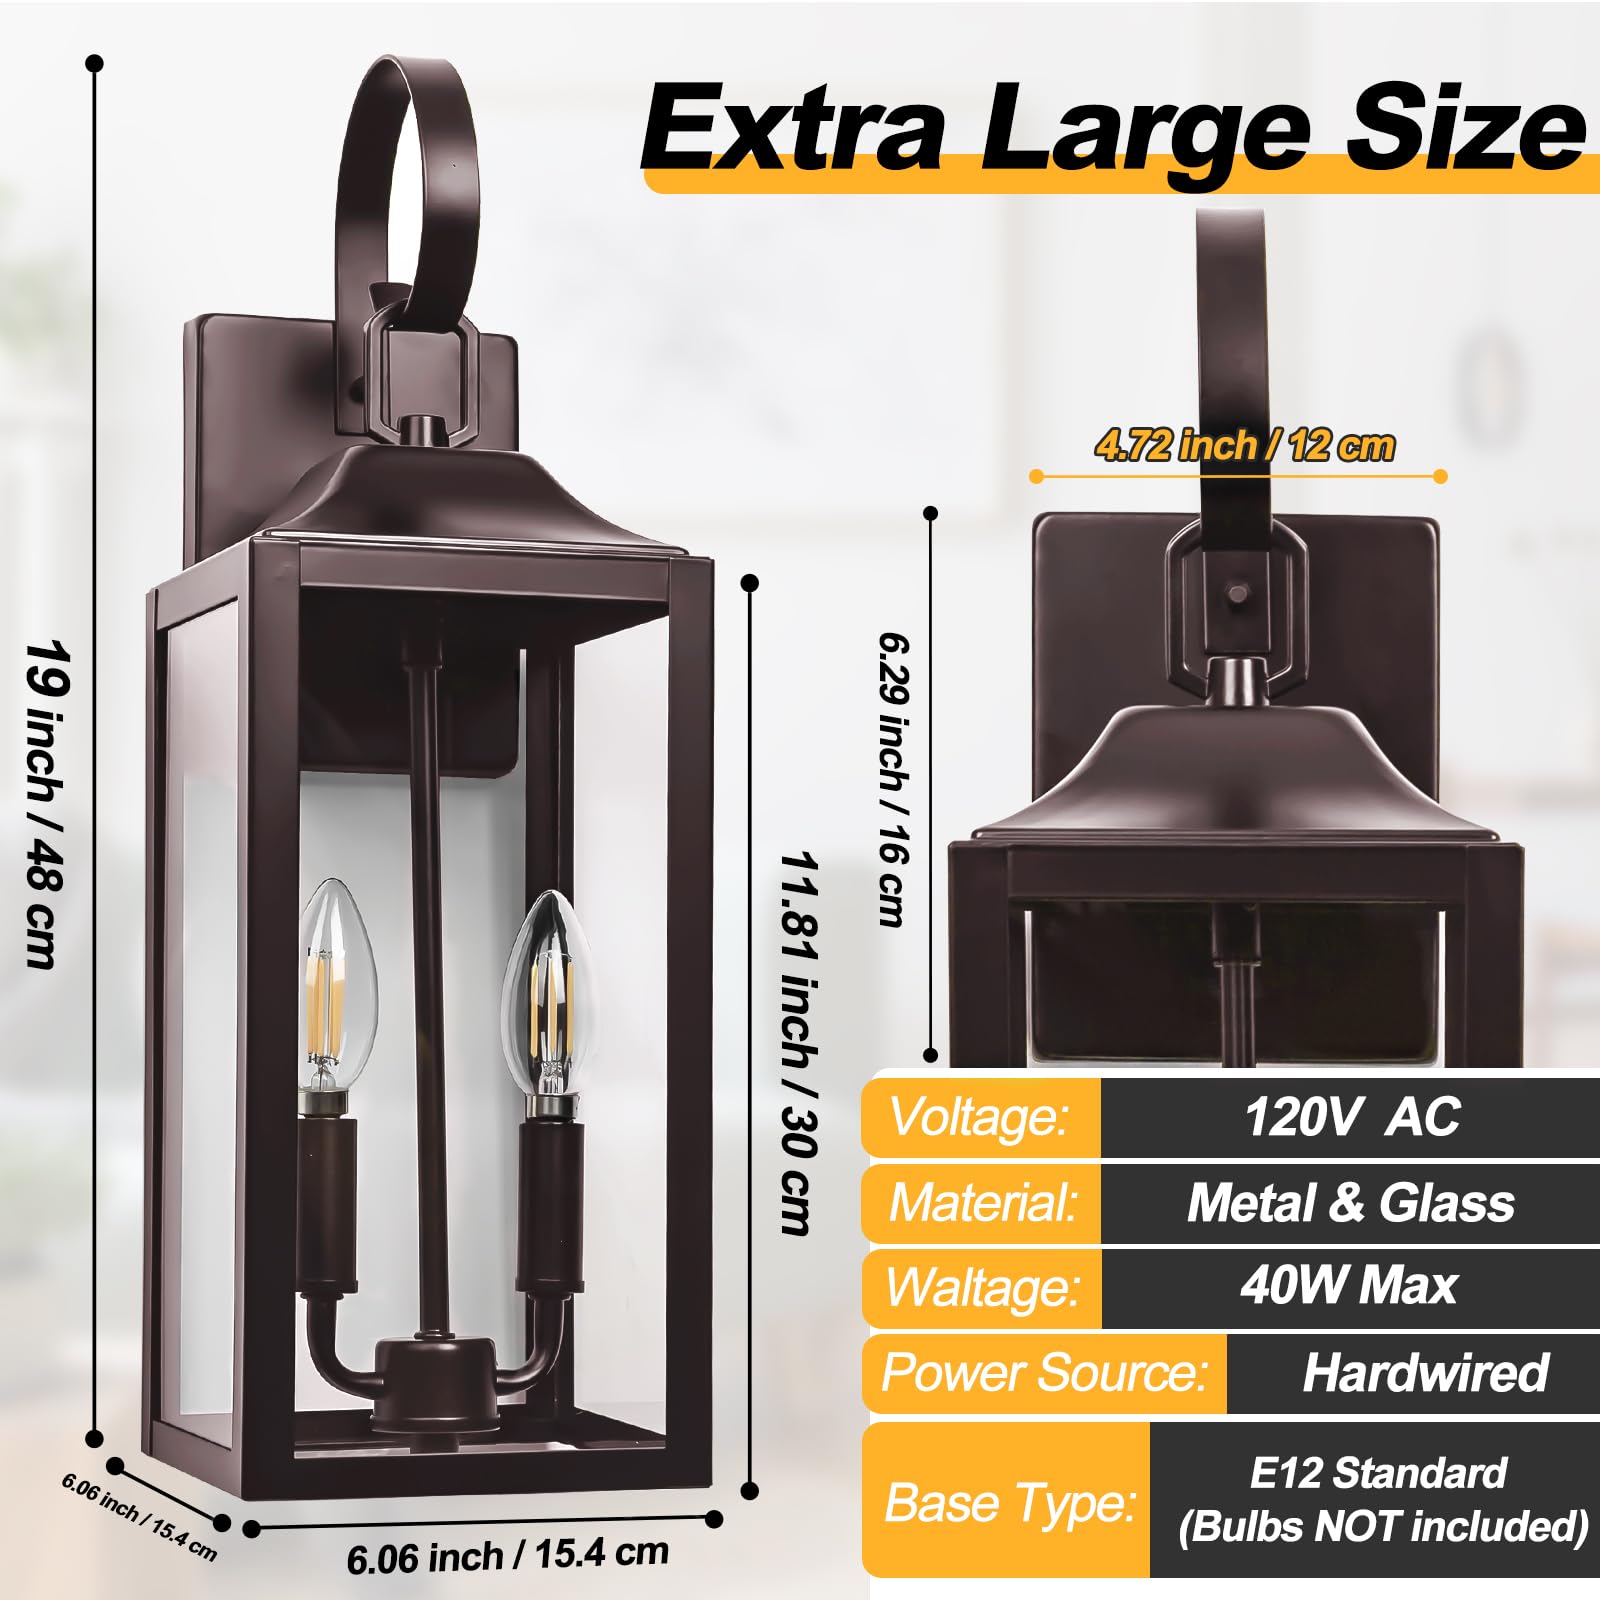 Extra Large Size
4.72 inch / 12 cm
6.29 inch / 16 cm
19 inch / 48 cm
11.81 inch / 30 cm
6.06 inch / 15.4 cm
6.06 inch / 15.4 cm
Voltage: 120V AC
Material: Metal & Glass
Waltage: 40W Max
Power Source: Hardwired
Base Type: E12 Standard
(Bulbs NOT included)